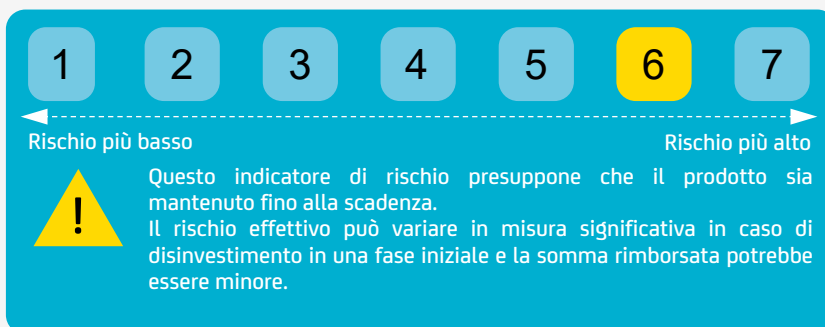 1 2 3 4 5 6 7
Rischio più basso Rischio più alto
!
Questo indicatore di rischio presuppone che il prodotto sia
mantenuto fino alla scadenza.
Il rischio effettivo può variare in misura significativa in caso di
disinvestimento in una fase iniziale e la somma rimborsata potrebbe
essere minore.